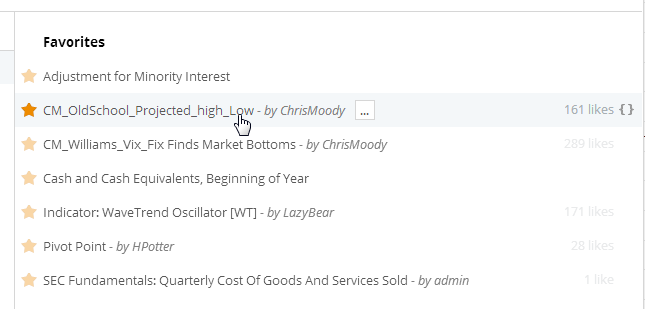 Favorites
Adjustment for Minority Interest
CM_OldSchool_Projected_high_Low - by ChrisMoody ... 161 likes {}
CM_Williams_Vix_Fix Finds Market Bottoms - by ChrisMoody 289 likes
Cash and Cash Equivalents, Beginning of Year
Indicator: WaveTrend Oscillator [WT] - by LazyBear 171 likes
Pivot Point - by HPotter 28 likes
SEC Fundamentals: Quarterly Cost Of Goods And Services Sold - by admin 1 like